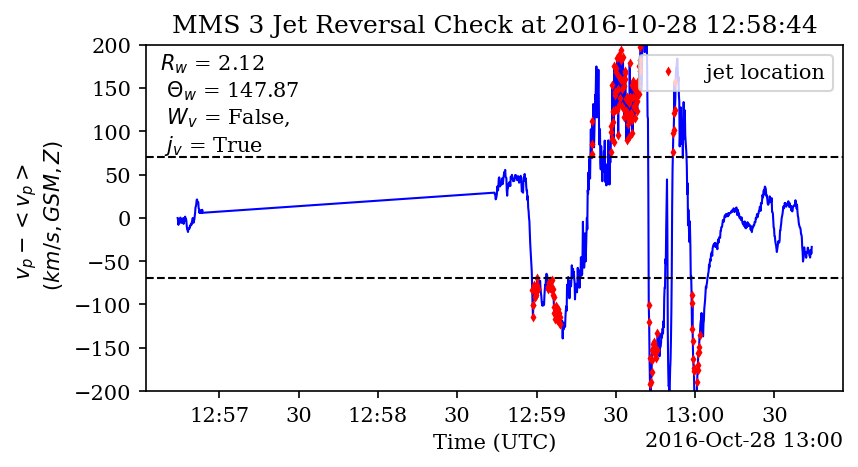 MMS 3 Jet Reversal Check at 2016-10-28 12:58:44
R_w = 2.12
Θ_w = 147.87
W_v = False,
j_v = True
jet location
v_p − < v_p >
(km/s, GSM, Z)
200
150
100
50
0
−50
−100
−150
−200
12:57
30
12:58
30
12:59
30
13:00
30
Time (UTC)
2016-Oct-28 13:00